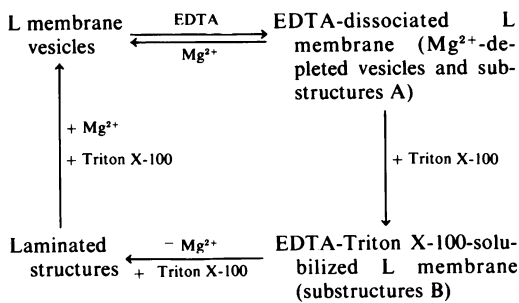 L membrane vesicles
EDTA
Mg²⁺
EDTA-dissociated L
membrane (Mg²⁺-de-
pleted vesicles and sub-
structures A)
+ Mg²⁺
+ Triton X-100
+ Triton X-100
Laminated
structures
− Mg²⁺
+ Triton X-100
EDTA-Triton X-100-solu-
bilized L membrane
(substructures B)